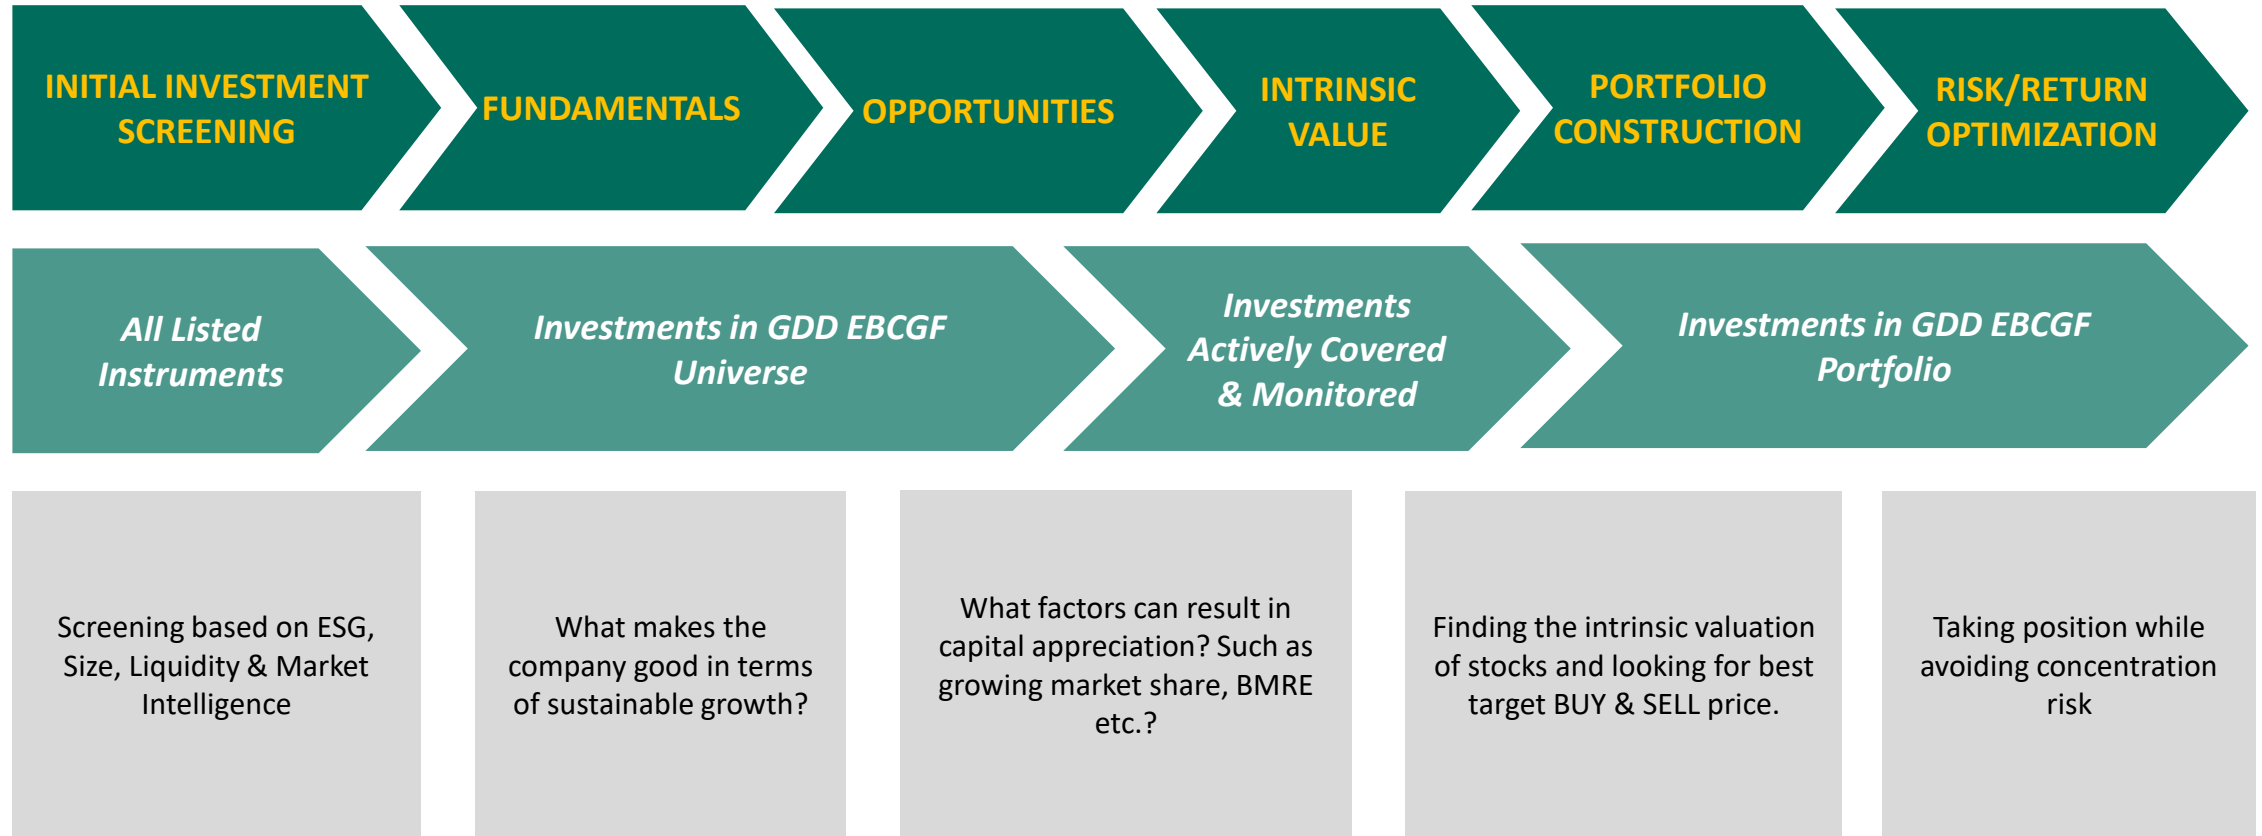 INITIAL INVESTMENT
SCREENING
FUNDAMENTALS
OPPORTUNITIES
INTRINSIC
VALUE
PORTFOLIO
CONSTRUCTION
RISK/RETURN
OPTIMIZATION
All Listed
Instruments
Investments in GDD EBCGF
Universe
Investments
Actively Covered
& Monitored
Investments in GDD EBCGF
Portfolio
Screening based on ESG,
Size, Liquidity & Market
Intelligence
What makes the
company good in terms
of sustainable growth?
What factors can result in
capital appreciation? Such as
growing market share, BMRE
etc.?
Finding the intrinsic valuation
of stocks and looking for best
target BUY & SELL price.
Taking position while
avoiding concentration
risk